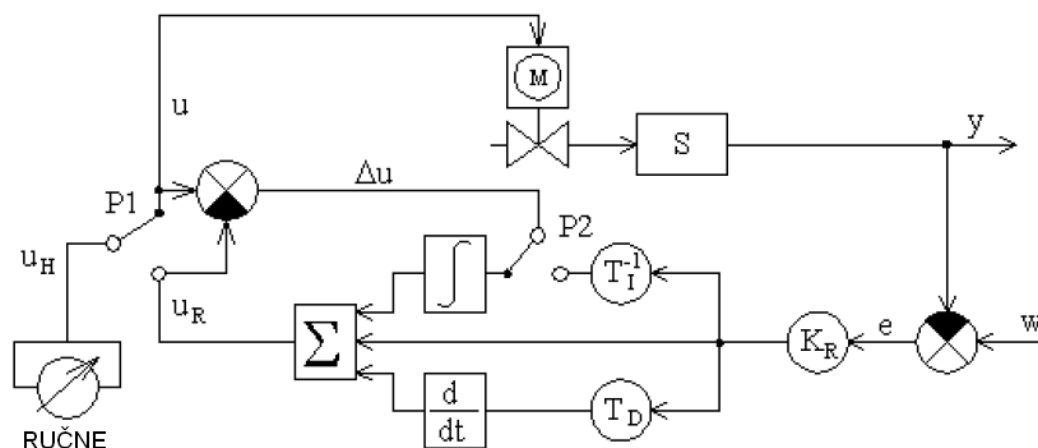 M
u
S
y
P1
Δu
P2
u_H
∫
T_I^-1
u_R
Σ
K_R
e
w
d
dt
T_D
RUČNE